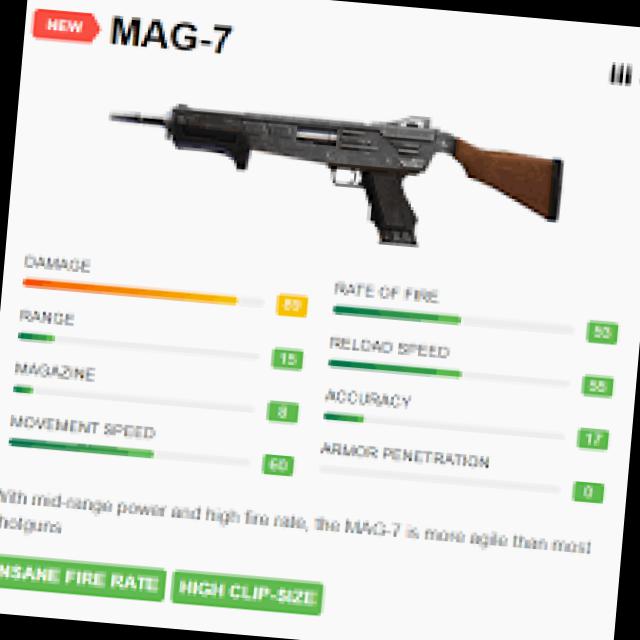 NEW MAG-7
DAMAGE 89
RATE OF FIRE 53
RANGE 15
RELOAD SPEED 55
MAGAZINE 8
ACCURACY 17
MOVEMENT SPEED 60
ARMOR PENETRATION 0
With mid-range power and high fire rate, the MAG-7 is more agile than most
hotguns
NSANE FIRE RATE HIGH CLIP-SIZE